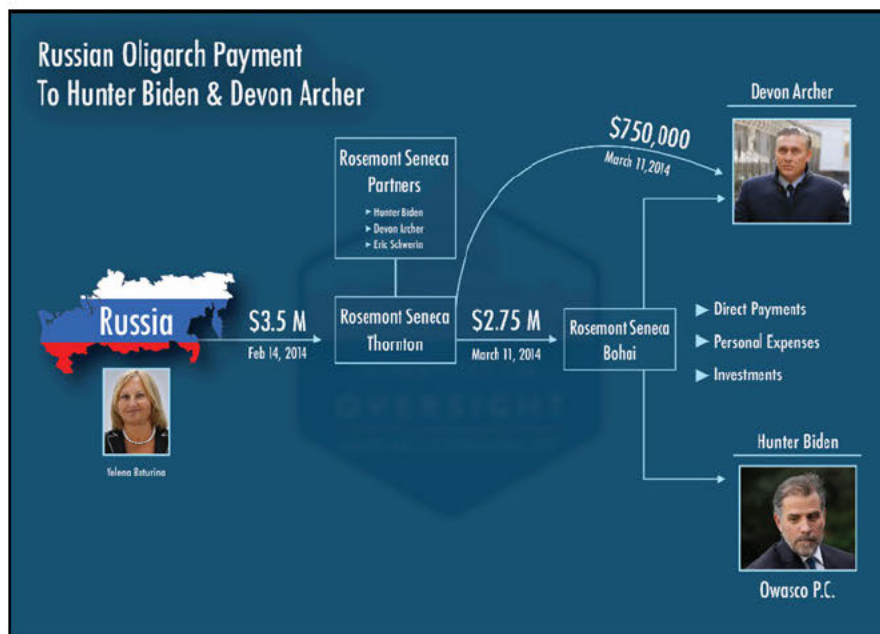 Russian Oligarch Payment
To Hunter Biden & Devon Archer
Devon Archer
$750,000
March 11, 2014
Rosemont Seneca
Partners
Hunter Biden
Devon Archer
Eric Schwerin
Russia
$3.5 M
Feb 14, 2014
Rosemont Seneca
Thornton
$2.75 M
March 11, 2014
Rosemont Seneca
Bohai
Direct Payments
Personal Expenses
Investments
OVERSIGHT
Yelena Baturina
Hunter Biden
Owasco P.C.